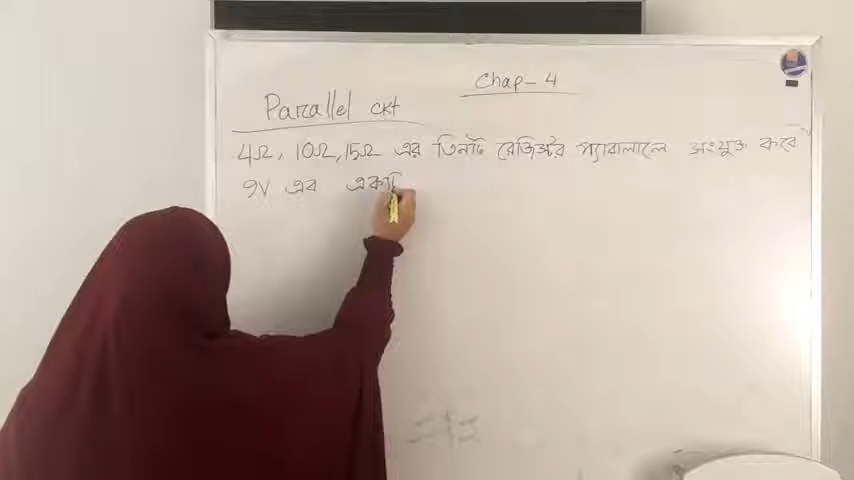 Chap-4
Parallel ckt
4Ω, 10Ω, 15Ω এর তিনটি রেজিস্টর প্যারালালে সংযুক্ত করে
9V এর একটি